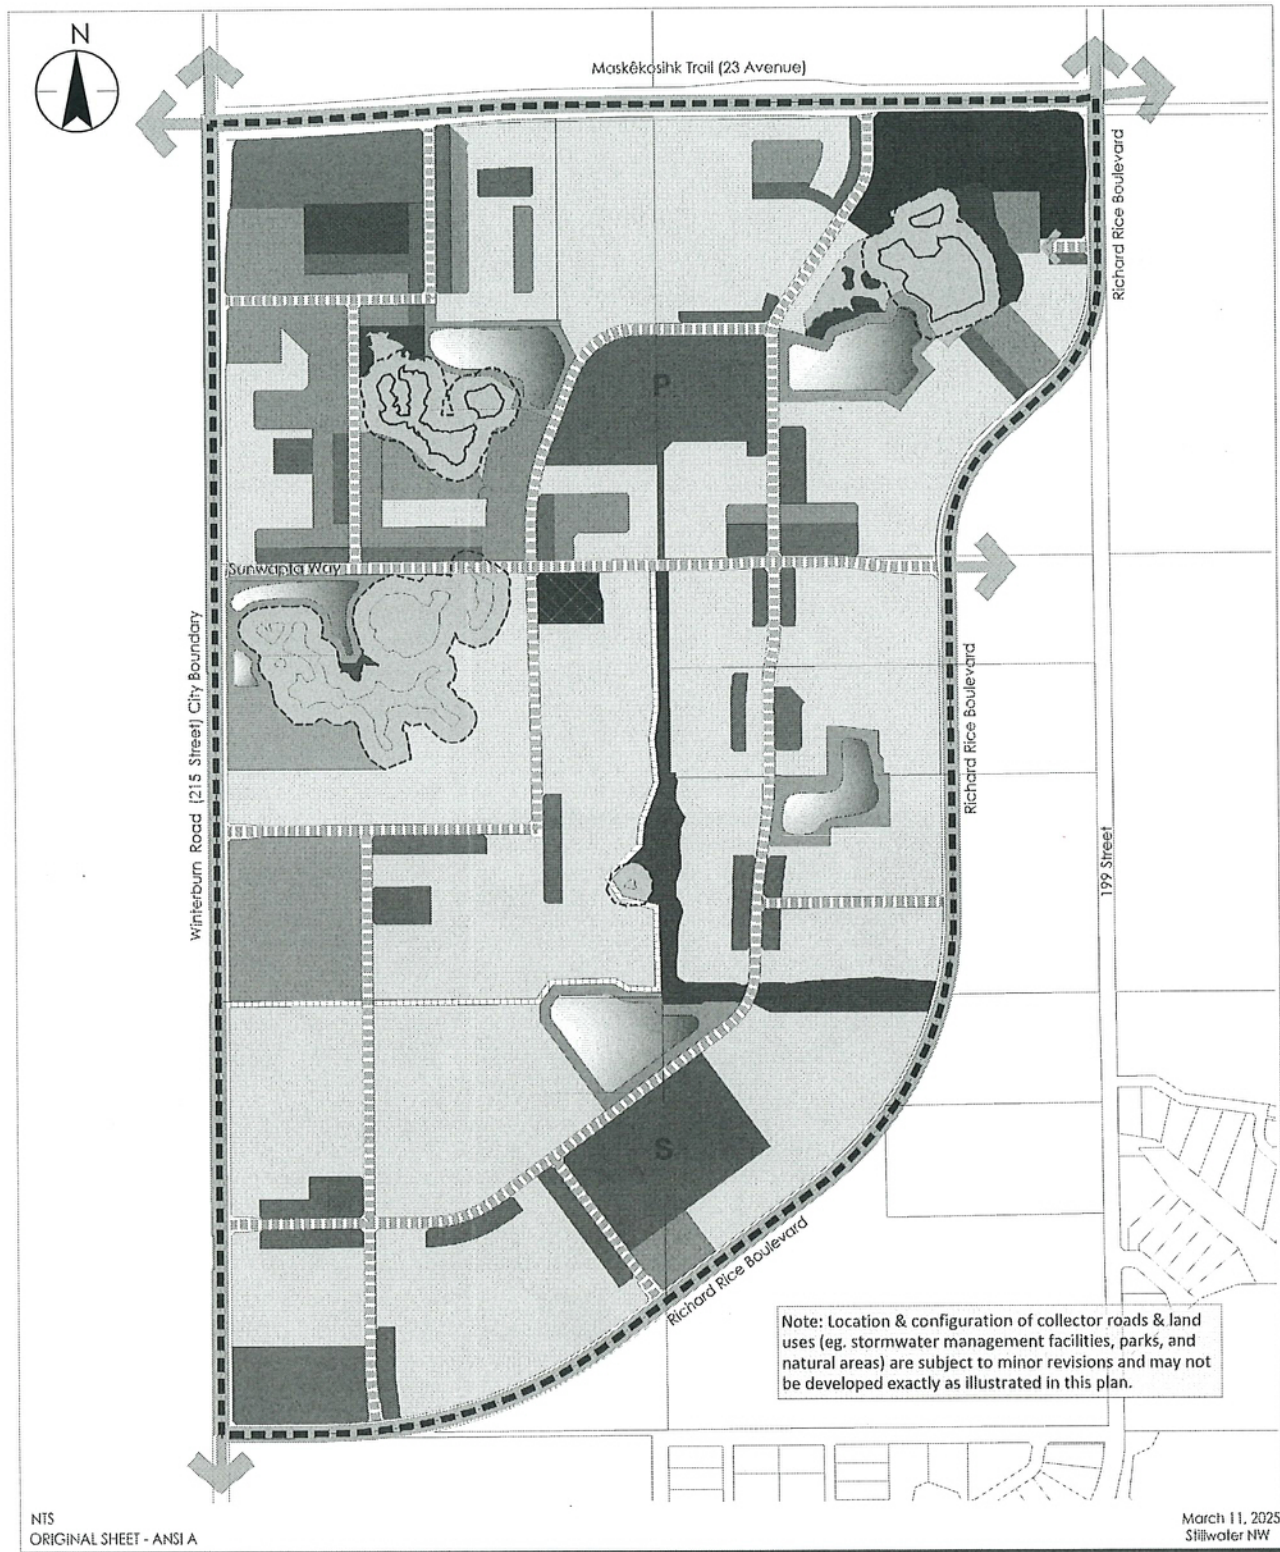 N
Maskêkosihk Trail (23 Avenue)
Richard Rice Boulevard
P
Sunwapta Way
Winterburn Road (215 Street) City Boundary
Richard Rice Boulevard
199 Street
S
Richard Rice Boulevard
Note: Location & configuration of collector roads & land
uses (eg. stormwater management facilities, parks, and
natural areas) are subject to minor revisions and may not
be developed exactly as illustrated in this plan.
NTS
ORIGINAL SHEET - ANSI A
March 11, 2025
Stillwater NW